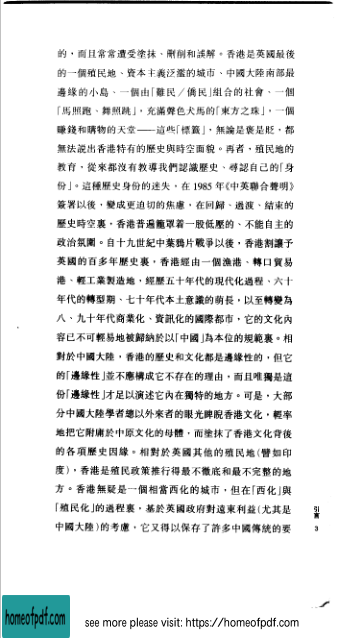 的，而且常常遭受塗抹、刪削和誤解。香港是英國最後
的一個殖民地、資本主義泛濫的城市、中國大陸南部最
邊緣的小島、一個由「難民／僑民」組合的社會、一個
「馬照跑、舞照跳」，充滿聲色犬馬的「東方之珠」，一個
賺錢和購物的天堂——這些「標籤」，無論是褒是貶，都
無法說出香港特有的歷史與時空面貌。再者，殖民地的
教育，從來都沒有教導我們認識歷史、尋認自己的「身
份」。這種歷史身份的迷失，在 1985 年《中英聯合聲明》
簽署以後，變成更迫切的焦慮，在回歸、過渡、結束的
歷史時空裏，香港普遍籠罩着一股低壓的、不能自主的
政治氛圍。自十九世紀中葉鴉片戰爭以後，香港割讓予
英國的百多年歷史裏，香港經由一個漁港、轉口貿易
港、輕工業製造地，經歷五十年代的現代化過程、六十
年代的轉型期、七十年代本土意識的萌長，以至轉變為
八、九十年代商業化、資訊化的國際都市，它的文化內
容已不可輕易地被歸納於以「中國」為本位的規範裏。相
對於中國大陸，香港的歷史和文化都是邊緣性的，但它
的「邊緣性」並不應構成它不存在的理由，而且唯獨是這
份「邊緣性」才足以演述它內在獨特的地方。可是，大部
分中國大陸學者總以外來者的眼光睥睨香港文化，輕率
地把它附庸於中原文化的母體，而塗抹了香港文化背後
的各項歷史因緣。相對於英國其他的殖民地(譬如印
度)，香港是殖民政策推行得最不徹底和最不完整的地
方。香港無疑是一個相當西化的城市，但在「西化」與
「殖民化」的過程裏，基於英國政府對遠東利益(尤其是
中國大陸)的考慮，它又得以保存了許多中國傳統的要
引言
3
homeofpdf.com
see more please visit: https://homeofpdf.com